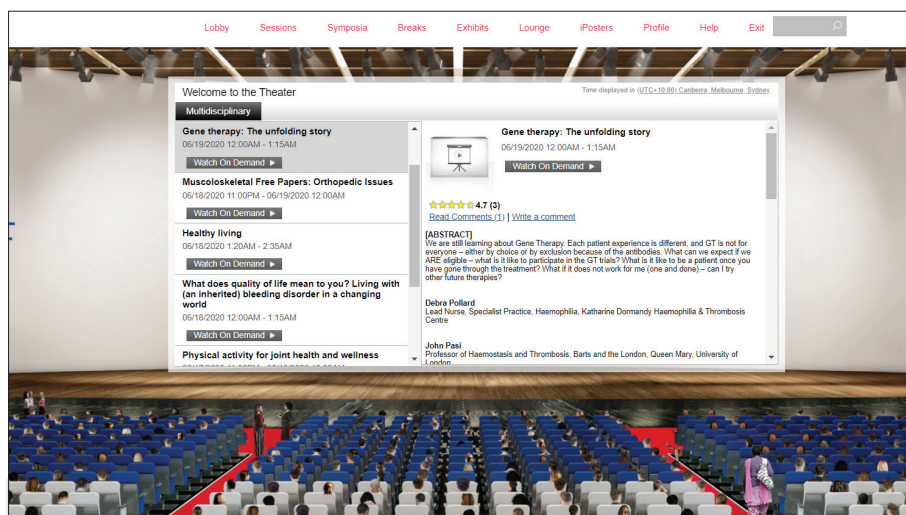 Lobby Sessions Symposia Breaks Exhibits Lounge iPosters Profile Help Exit
Welcome to the Theater
Time displayed in (UTC+10:00) Canberra, Melbourne, Sydney
Multidisciplinary
Gene therapy: The unfolding story
06/19/2020 12:00AM - 1:15AM
Watch On Demand
Muscoloskeletal Free Papers: Orthopedic Issues
06/18/2020 11:00PM - 06/19/2020 12:00AM
Watch On Demand
Healthy living
06/18/2020 1:20AM - 2:35AM
Watch On Demand
What does quality of life mean to you? Living with
(an inherited) bleeding disorder in a changing
world
06/18/2020 12:00AM - 1:15AM
Watch On Demand
Physical activity for joint health and wellness
Gene therapy: The unfolding story
06/19/2020 12:00AM - 1:15AM
Watch On Demand
4.7 (3)
Read Comments (1) | Write a comment
[ABSTRACT]
We are still learning about Gene Therapy. Each patient experience is different, and GT is not for
everyone – either by choice or by exclusion because of the antibodies. What can we expect if we
ARE eligible – what is it like to participate in the GT trials? What is it like to be a patient once you
have gone through the treatment? What if it does not work for me (one and done) – can I try
other future therapies?
Debra Pollard
Lead Nurse, Specialist Practice, Haemophilia, Katharine Dormandy Haemophilia & Thrombosis
Centre
John Pasi
Professor of Haemostasis and Thrombosis, Barts and the London, Queen Mary, University of
London